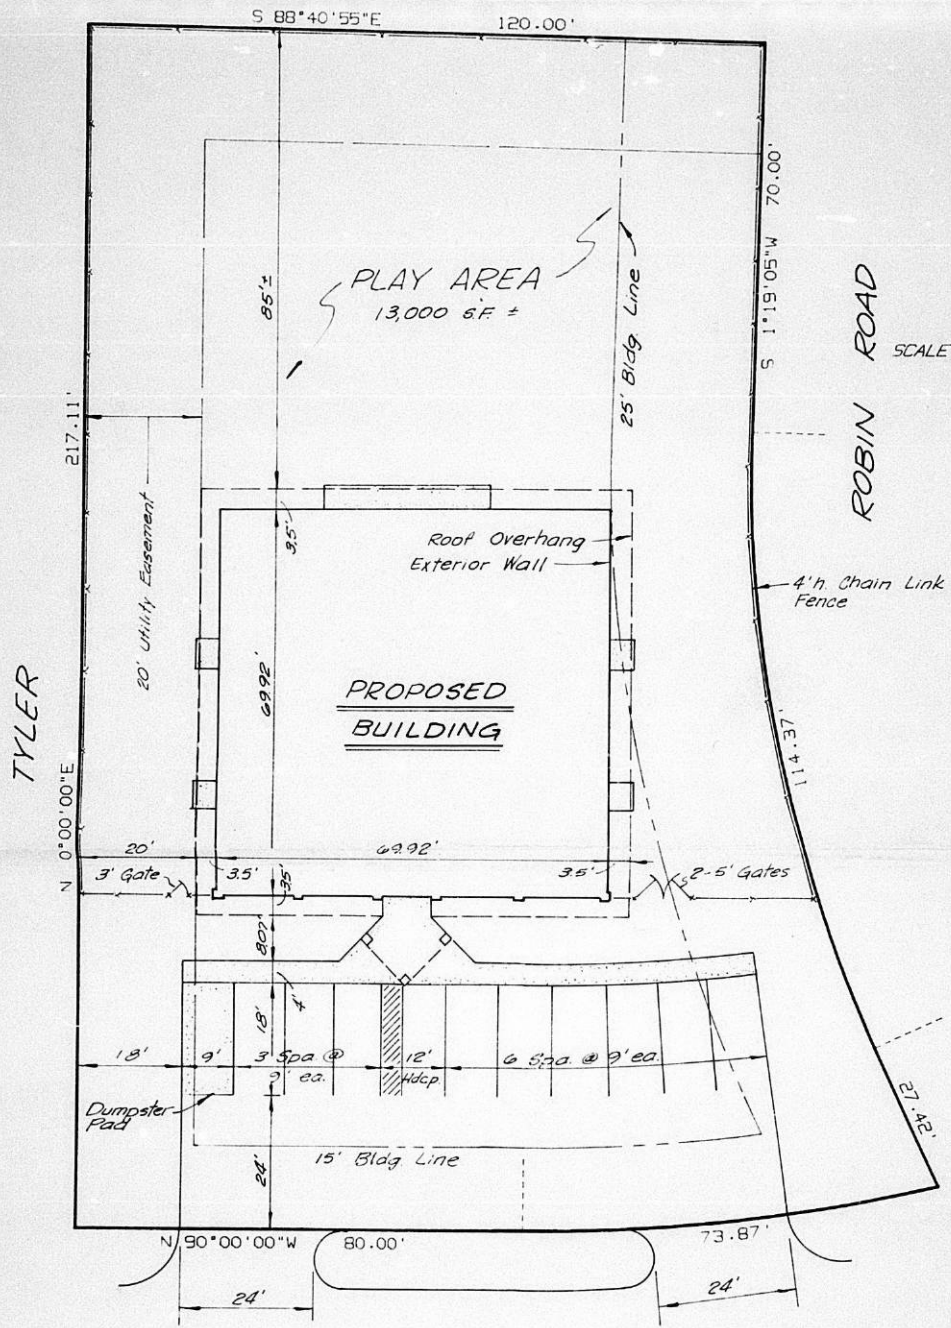 S 88°40'55"E 120.00'
70.00'
S 1°19'05"W
PLAY AREA
13,000 S.F. ±
85'±
25' Bldg. Line
ROBIN ROAD
SCALE
217.11'
20' Utility Easement
3.5'
Roof Overhang
Exterior Wall
4'h. Chain Link
Fence
TYLER
69.92'
PROPOSED
BUILDING
114.37'
N 0°00'00"E
20'
69.92'
3' Gate
3.5'
3.5'
3.5'
2-5' Gates
8.07'
4'
18'
18'
9'
3 Spa. @
9' ea.
12'
Hdcp.
6 Spa. @ 9' ea.
Dumpster
Pad
27.42'
15' Bldg. Line
24'
N 90°00'00"W 80.00'
73.87'
24'
24'